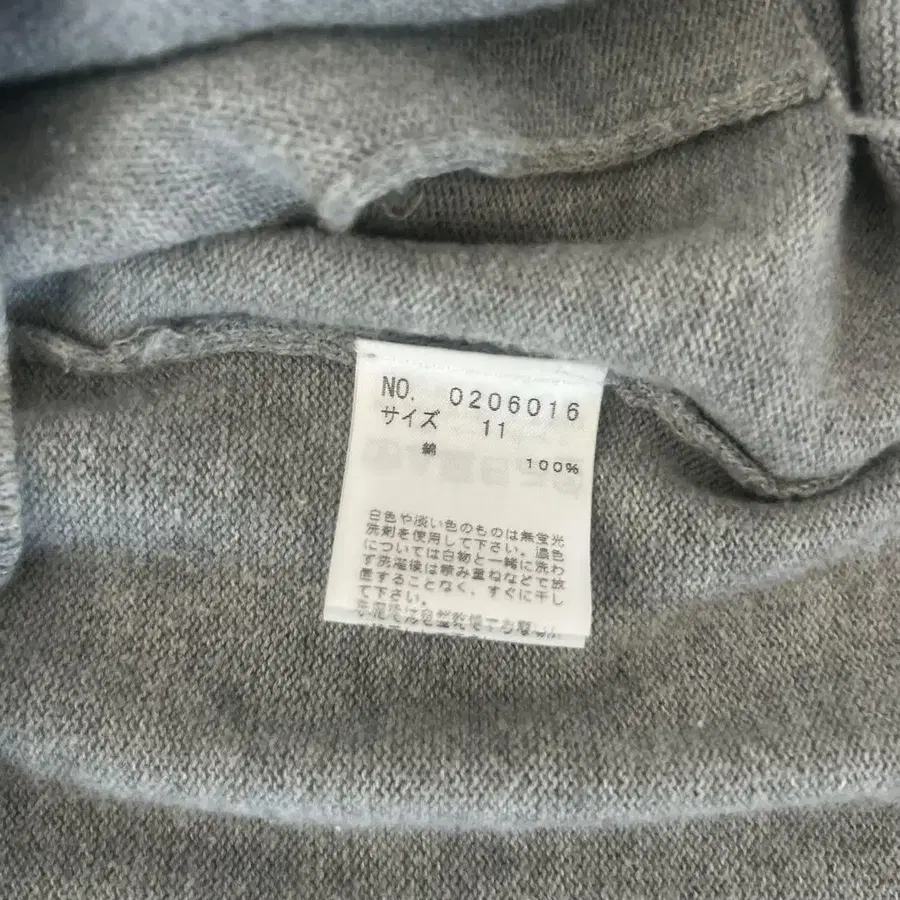 NO. 0206016
サイズ 11
綿 100%
白色や淡い色のものは無蛍光
洗剤を使用して下さい。濃色
については白物と一緒に洗わ
ず洗濯後は積み重ねなどで放
置することなく、すぐに干し
て下さい。